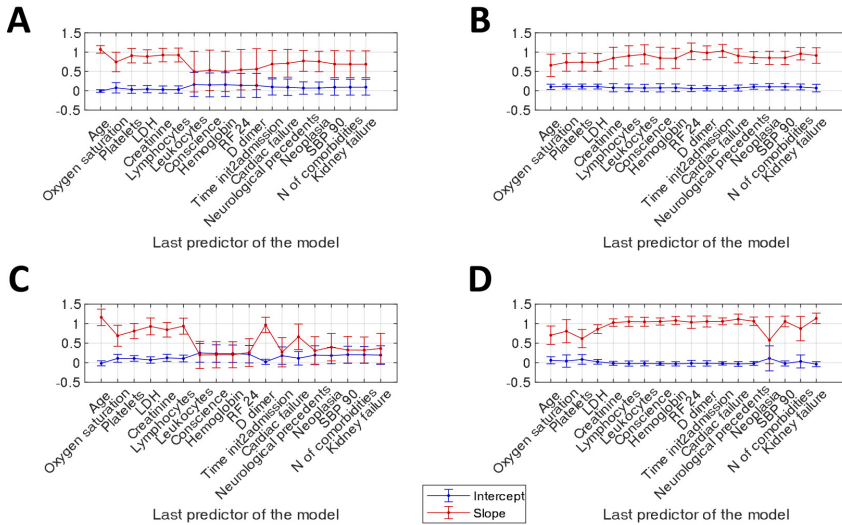 A
1.5
1
0.5
0
-0.5
Age
Oxygen saturation
Platelets
LDH
Creatinine
Lymphocytes
Leukocytes
Conscience
Hemoglobin
RF 24
D dimer
Time init2admission
Cardiac failure
Neurological precedents
Neoplasia
SBP 90
N of comorbidities
Kidney failure
Last predictor of the model
B
1.5
1
0.5
0
-0.5
Age
Oxygen saturation
Platelets
LDH
Creatinine
Lymphocytes
Leukocytes
Conscience
Hemoglobin
RF 24
D dimer
Time init2admission
Cardiac failure
Neurological precedents
Neoplasia
SBP 90
N of comorbidities
Kidney failure
Last predictor of the model
C
1.5
1
0.5
0
-0.5
Age
Oxygen saturation
Platelets
LDH
Creatinine
Lymphocytes
Leukocytes
Conscience
Hemoglobin
RF 24
D dimer
Time init2admission
Cardiac failure
Neurological precedents
Neoplasia
SBP 90
N of comorbidities
Kidney failure
Last predictor of the model
D
1.5
1
0.5
0
-0.5
Age
Oxygen saturation
Platelets
LDH
Creatinine
Lymphocytes
Leukocytes
Conscience
Hemoglobin
RF 24
D dimer
Time init2admission
Cardiac failure
Neurological precedents
Neoplasia
SBP 90
N of comorbidities
Kidney failure
Last predictor of the model
Intercept
Slope